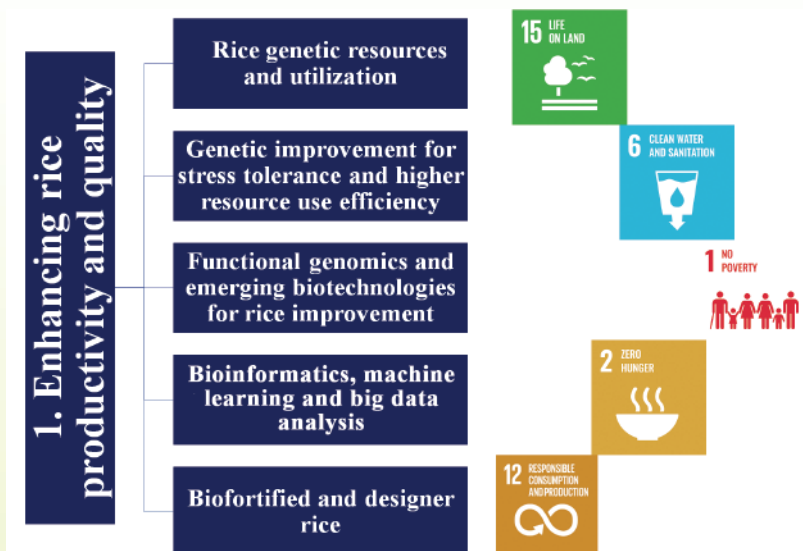 1. Enhancing rice
productivity and quality
Rice genetic resources
and utilization
Genetic improvement for
stress tolerance and higher
resource use efficiency
Functional genomics and
emerging biotechnologies
for rice improvement
Bioinformatics, machine
learning and big data
analysis
Biofortified and designer
rice
15 LIFE
ON LAND
6 CLEAN WATER
AND SANITATION
1 NO
POVERTY
2 ZERO
HUNGER
12 RESPONSIBLE
CONSUMPTION
AND PRODUCTION